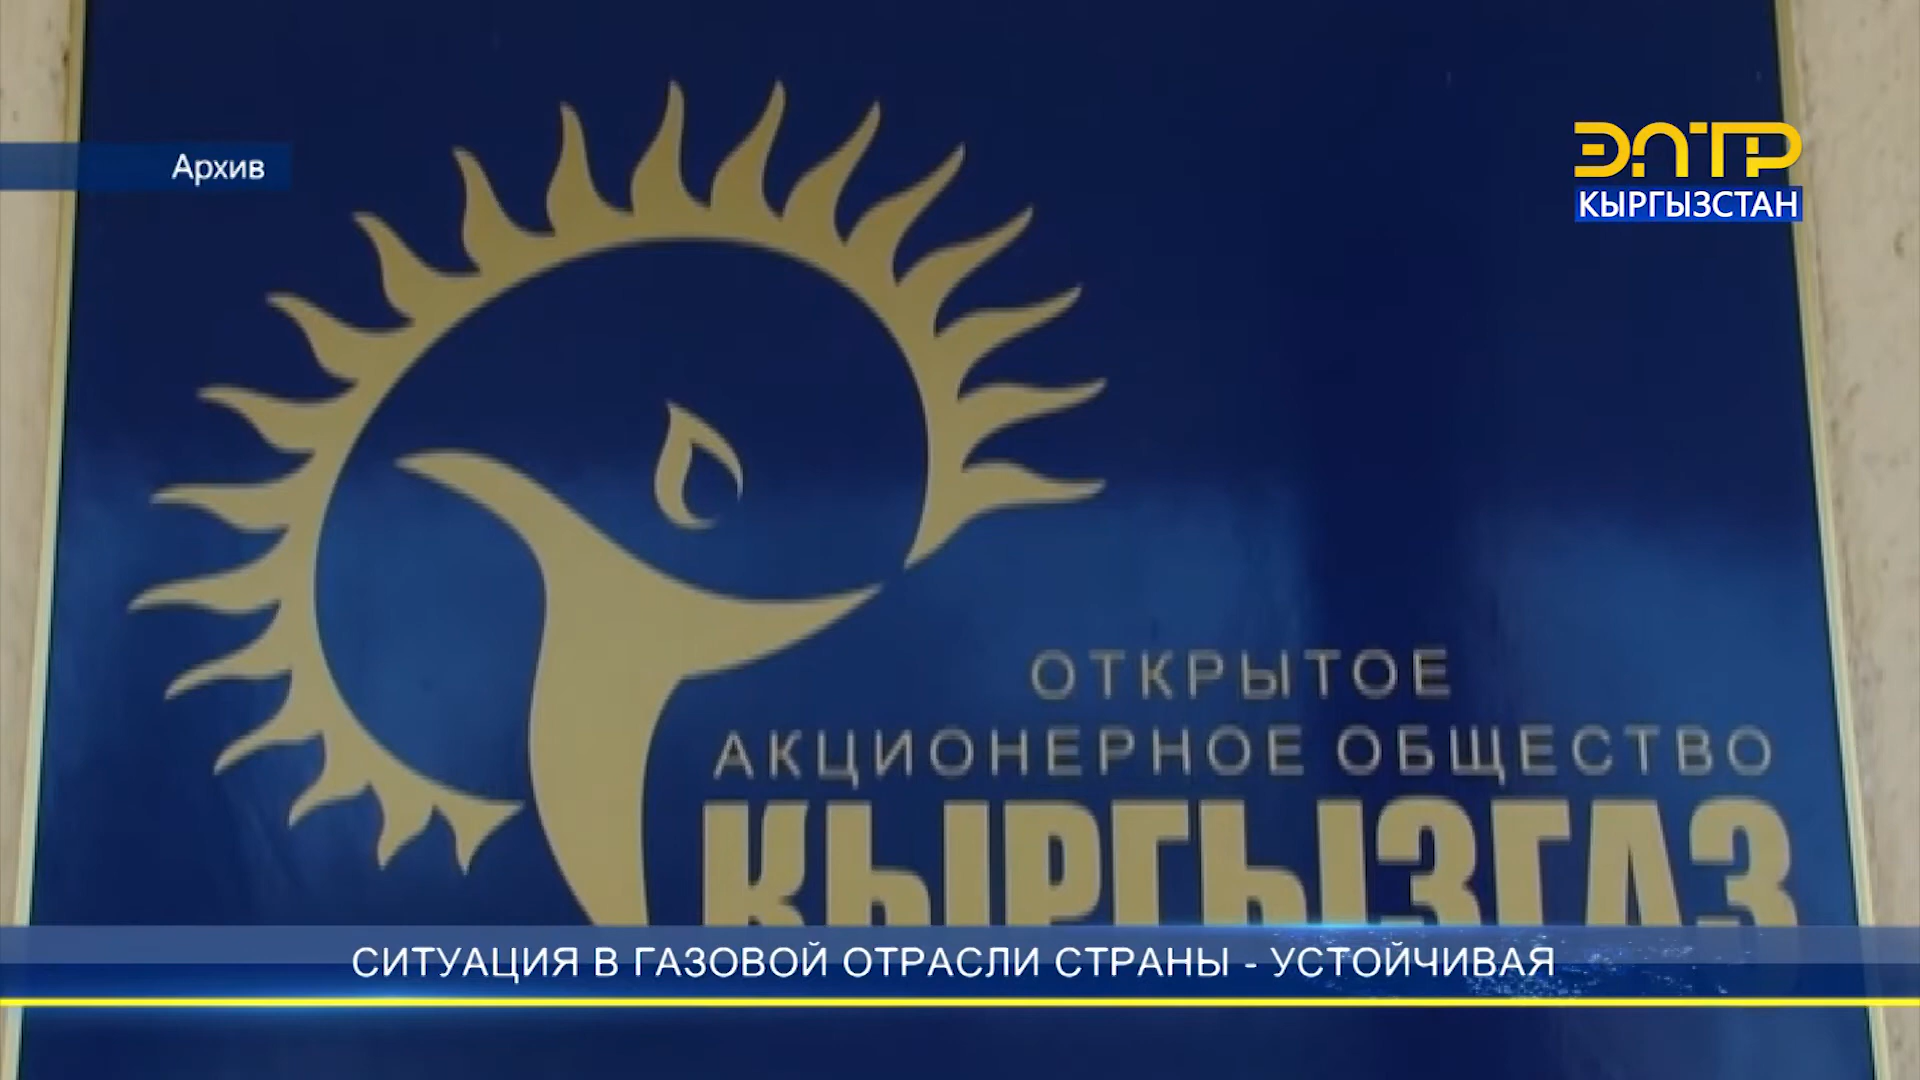 Архив
ЭЛТР
КЫРГЫЗСТАН
ОТКРЫТОЕ
АКЦИОНЕРНОЕ ОБЩЕСТВО
КЫРГЫЗГАЗ
СИТУАЦИЯ В ГАЗОВОЙ ОТРАСЛИ СТРАНЫ - УСТОЙЧИВАЯ